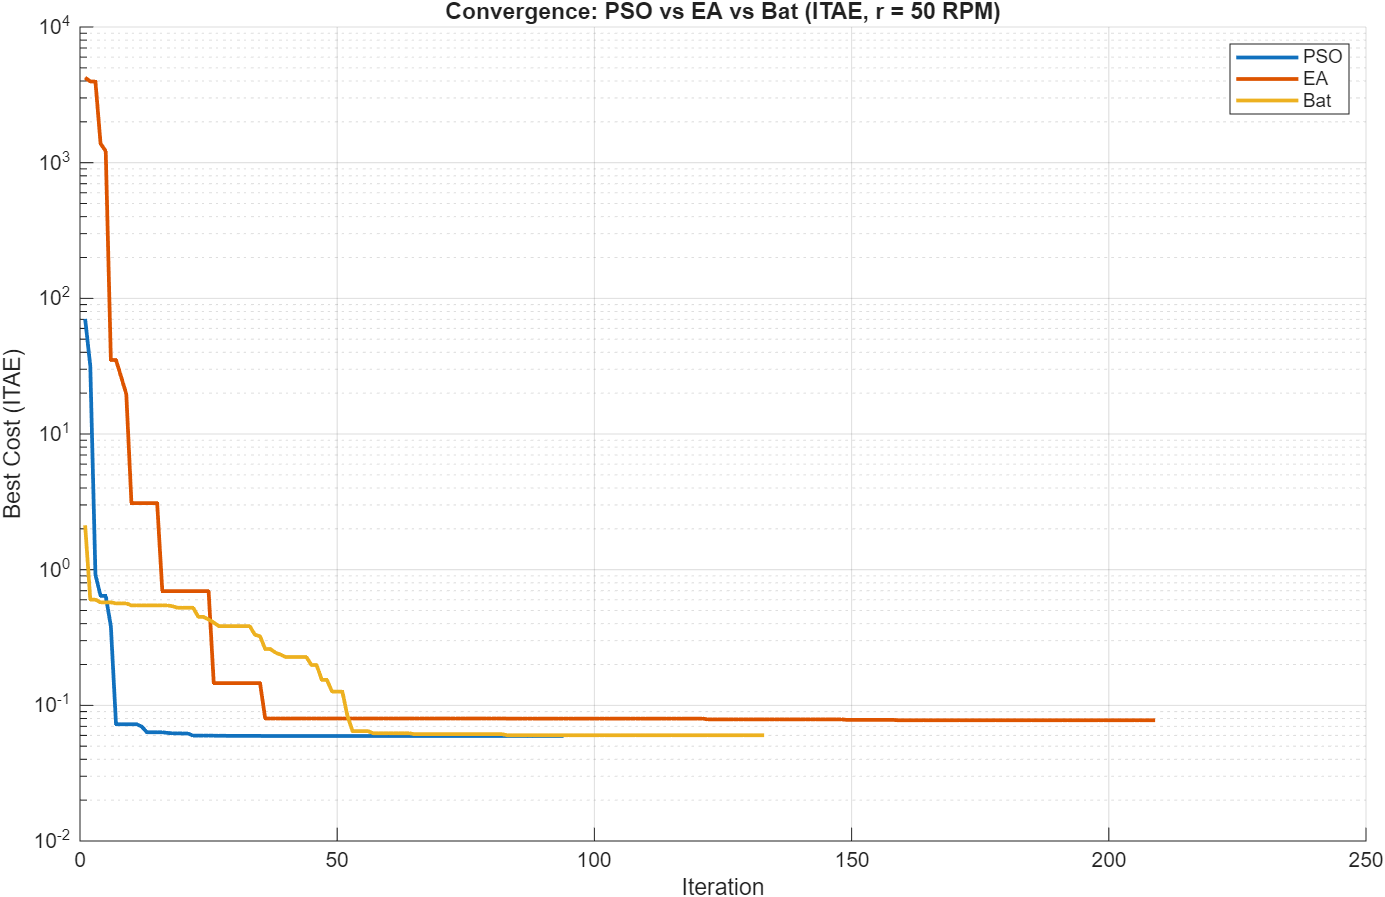 Convergence: PSO vs EA vs Bat (ITAE, r = 50 RPM)
PSO
EA
Bat
10^4
10^3
10^2
10^1
10^0
10^-1
10^-2
Best Cost (ITAE)
0 50 100 150 200 250
Iteration